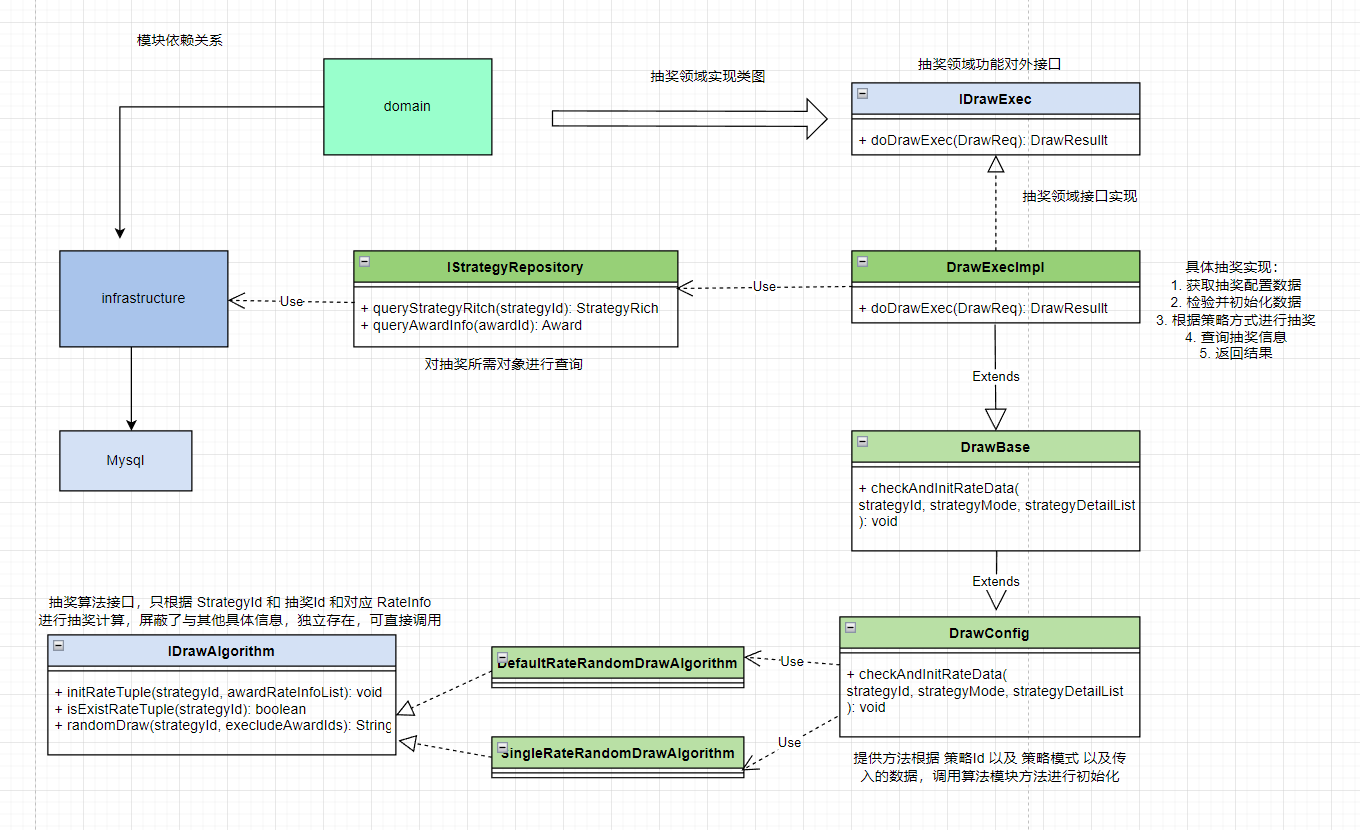 模块依赖关系
domain
抽奖领域实现类图
抽奖领域功能对外接口
IDrawExec
+ doDrawExec(DrawReq): DrawResullt
抽奖领域接口实现
infrastructure
Use
IStrategyRepository
+ queryStrategyRitch(strategyId): StrategyRich
+ queryAwardInfo(awardId): Award
对抽奖所需对象进行查询
Use
DrawExecImpl
+ doDrawExec(DrawReq): DrawResullt
具体抽奖实现：
1. 获取抽奖配置数据
2. 检验并初始化数据
3. 根据策略方式进行抽奖
4. 查询抽奖信息
5. 返回结果
Extends
Mysql
DrawBase
+ checkAndInitRateData(
strategyId, strategyMode, strategyDetailList
): void
Extends
抽奖算法接口，只根据 StrategyId 和 抽奖Id 和对应 RateInfo
进行抽奖计算，屏蔽了与其他具体信息，独立存在，可直接调用
IDrawAlgorithm
+ initRateTuple(strategyId, awardRateInfoList): void
+ isExistRateTuple(strategyId): boolean
+ randomDraw(strategyId, execludeAwardIds): String
DefaultRateRandomDrawAlgorithm
Use
SingleRateRandomDrawAlgorithm
Use
DrawConfig
+ checkAndInitRateData(
strategyId, strategyMode, strategyDetailList
): void
提供方法根据 策略Id 以及 策略模式 以及传
入的数据，调用算法模块方法进行初始化